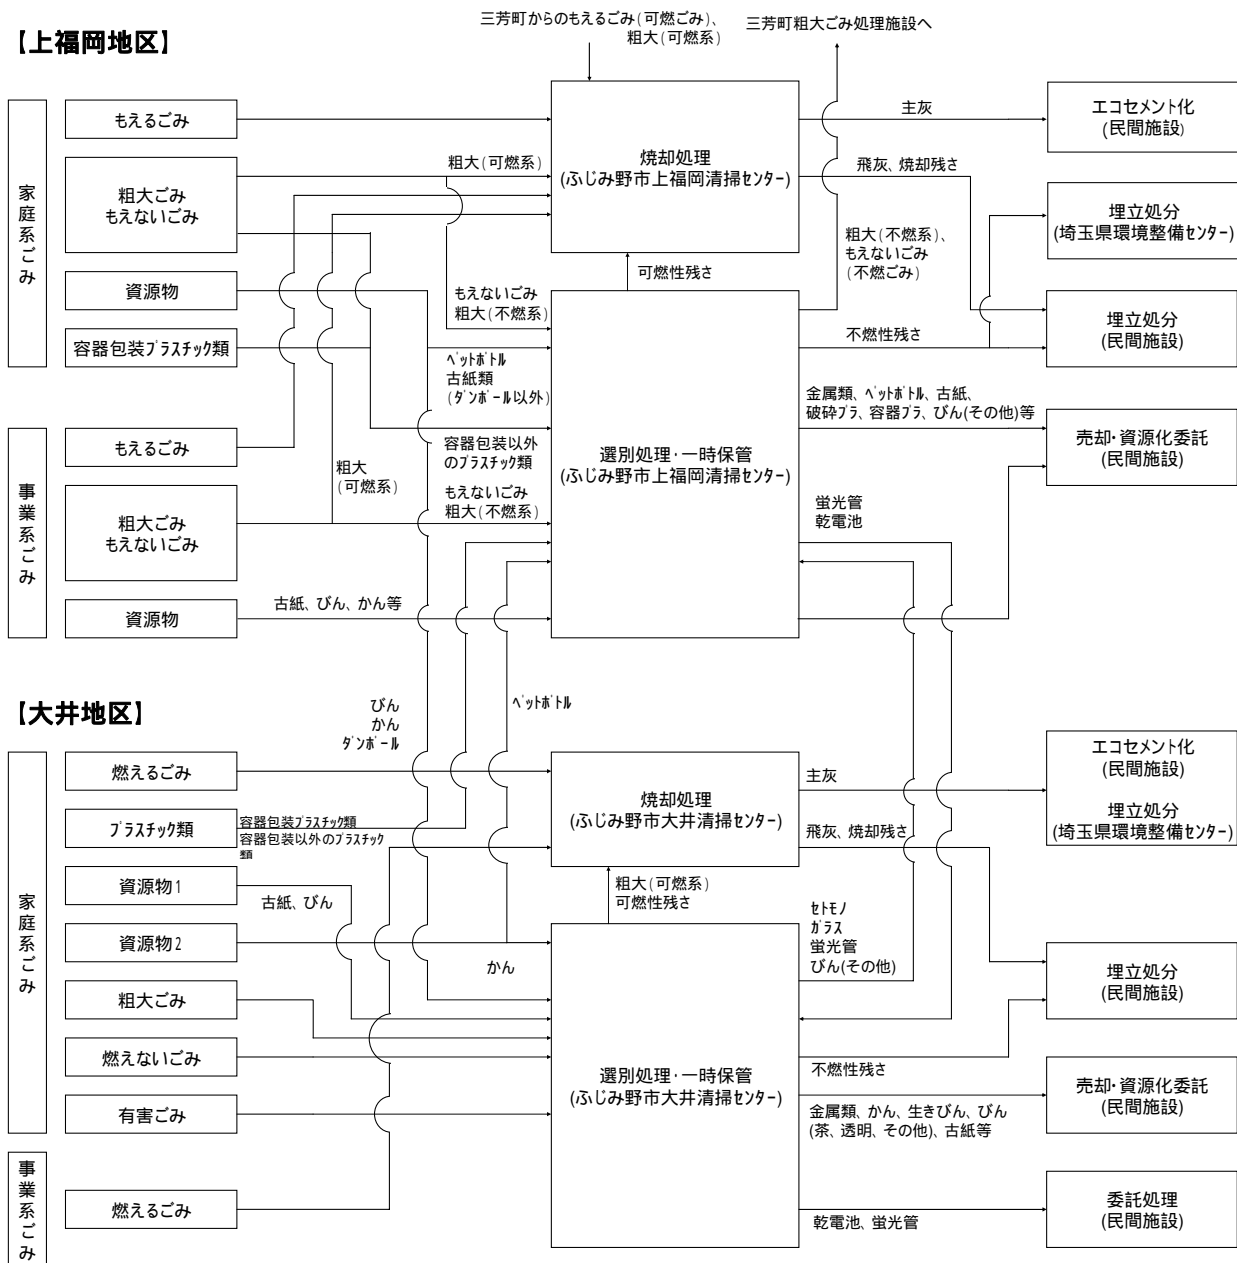 三芳町からのもえるごみ(可燃ごみ)、
粗大(可燃系)
三芳町粗大ごみ処理施設へ
【上福岡地区】
家庭系ごみ
もえるごみ
粗大ごみ
もえないごみ
資源物
容器包装プラスチック類
事業系ごみ
もえるごみ
粗大ごみ
もえないごみ
資源物
粗大(可燃系)
もえないごみ
粗大(不燃系)
ペットボトル
古紙類
(ダンボール以外)
容器包装以外
のプラスチック類
粗大
(可燃系)
もえないごみ
粗大(不燃系)
古紙、びん、かん等
焼却処理
(ふじみ野市上福岡清掃センター)
可燃性残さ
選別処理・一時保管
(ふじみ野市上福岡清掃センター)
主灰
飛灰、焼却残さ
粗大(不燃系)、
もえないごみ
(不燃ごみ)
不燃性残さ
金属類、ペットボトル、古紙、
破砕プラ、容器プラ、びん(その他)等
蛍光管
乾電池
エコセメント化
(民間施設)
埋立処分
(埼玉県環境整備センター)
埋立処分
(民間施設)
売却・資源化委託
(民間施設)
【大井地区】
びん
かん
ダンボール
ペットボトル
家庭系ごみ
燃えるごみ
プラスチック類
資源物1
資源物2
粗大ごみ
燃えないごみ
有害ごみ
事業系ごみ
燃えるごみ
容器包装プラスチック類
容器包装以外のプラスチック
類
古紙、びん
かん
焼却処理
(ふじみ野市大井清掃センター)
粗大(可燃系)
可燃性残さ
選別処理・一時保管
(ふじみ野市大井清掃センター)
主灰
飛灰、焼却残さ
セトモノ
ガラス
蛍光管
びん(その他)
不燃性残さ
金属類、かん、生きびん、びん
(茶、透明、その他)、古紙等
乾電池、蛍光管
エコセメント化
(民間施設)
埋立処分
(埼玉県環境整備センター)
埋立処分
(民間施設)
売却・資源化委託
(民間施設)
委託処理
(民間施設)